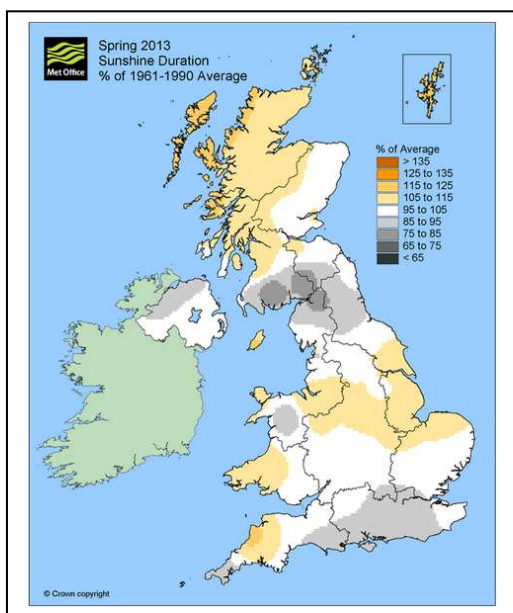 Met Office
Spring 2013
Sunshine Duration
% of 1961-1990 Average
% of Average
> 135
125 to 135
115 to 125
105 to 115
95 to 105
85 to 95
75 to 85
65 to 75
< 65
© Crown copyright